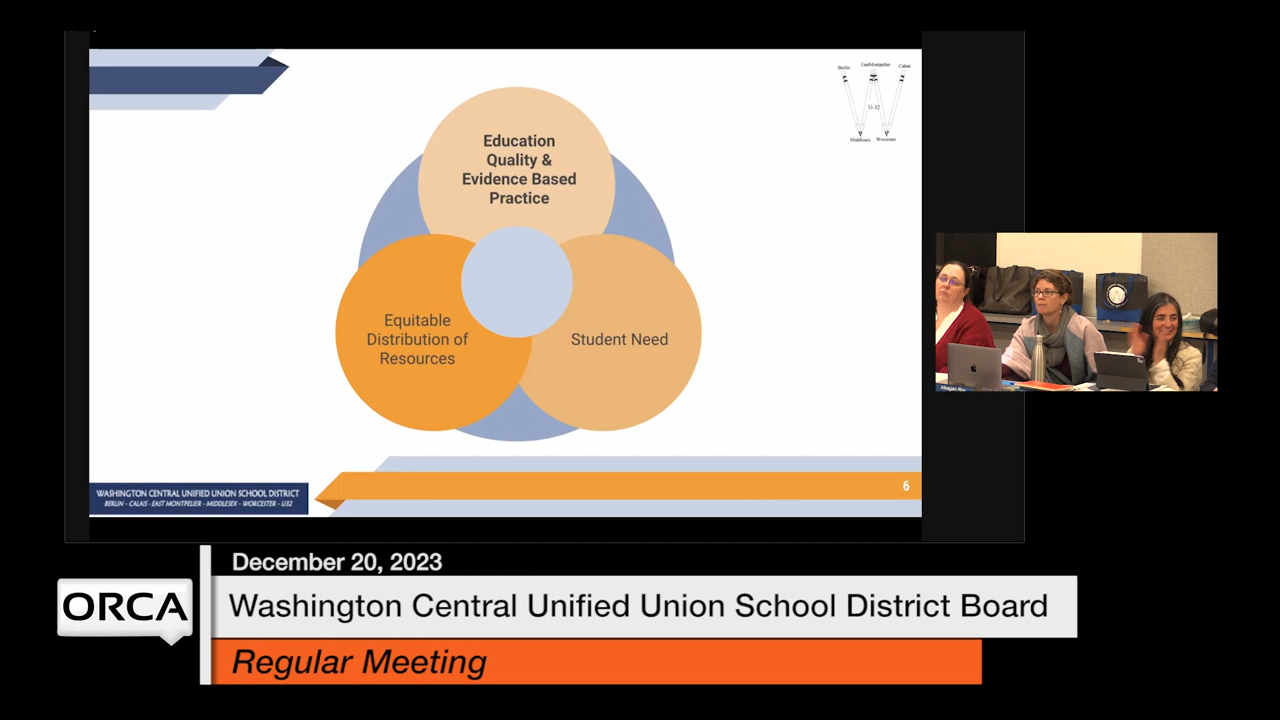 Berlin
EastMontpelier
Calais
U-32
Middlesex
Worcester
Education
Quality &
Evidence Based
Practice
Equitable
Distribution of
Resources
Student Need
6
WASHINGTON CENTRAL UNIFIED UNION SCHOOL DISTRICT
BERLIN - CALAIS - EAST MONTPELIER - MIDDLESEX - WORCESTER - U32
December 20, 2023
ORCA
Washington Central Unified Union School District Board
Regular Meeting